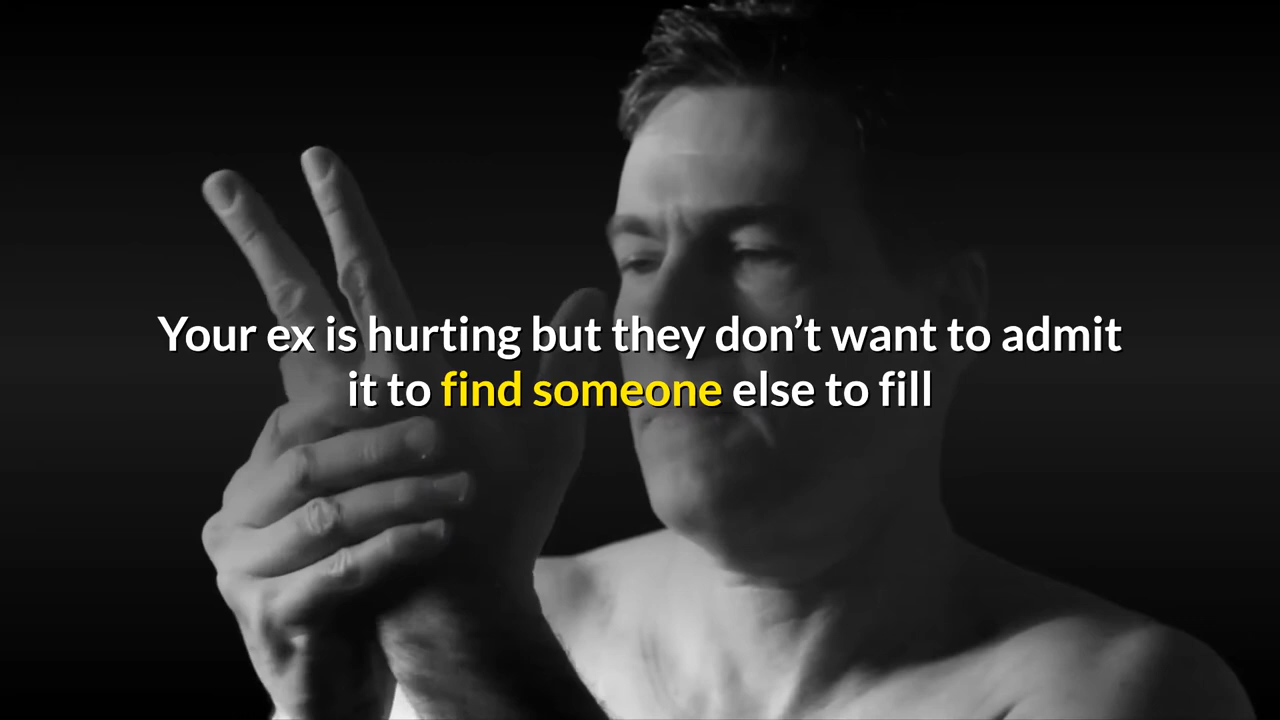 Your ex is hurting but they don’t want to admit
it to find someone else to fill